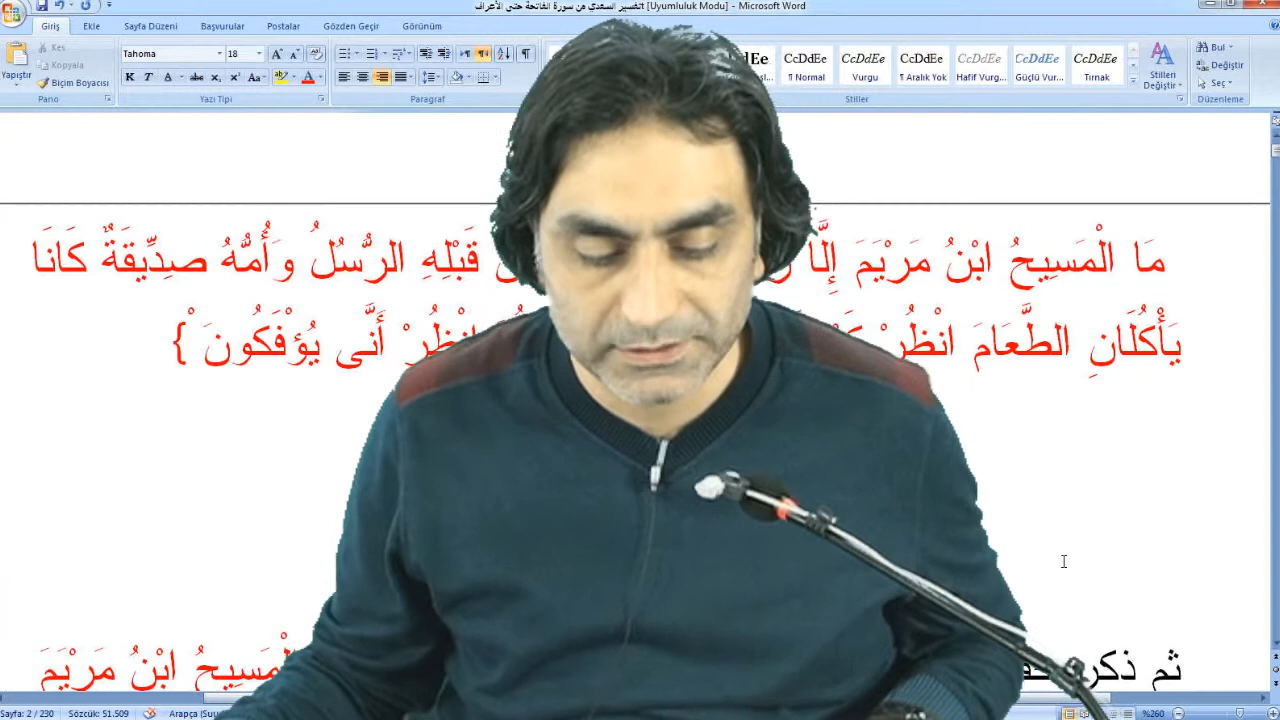 تفسير السعدي من سورة الفاتحة حتى الأعراف [Uyumluluk Modu] - Microsoft Word
Giriş Ekle Sayfa Düzeni Başvurular Postalar Gözden Geçir Görünüm
Yapıştır Kes Kopyala Biçim Boyacısı
Tahoma 18
CcDdEe CcDdEe CcDdEe CcDdEe CcDdEe CcDdEe
¶ Normal Vurgu ¶ Aralık Yok Hafif Vurg... Güçlü Vur... Tırnak
Stilleri Değiştir
Bul Değiştir Seç
Pano Yazı Tipi Paragraf Stiller Düzenleme
مَا الْمَسِيحُ ابْنُ مَرْيَمَ إِلَّا قَبْلِهِ الرُّسُلُ وَأُمُّهُ صِدِّيقَةٌ كَانَا
يَأْكُلَانِ الطَّعَامَ انْظُرْ انْظُرْ أَنَّى يُؤْفَكُونَ ْ}
ثم ذكر الْمَسِيحُ ابْنُ مَرْيَمَ
Sayfa: 2 / 230 Sözcük: 51.509 %260